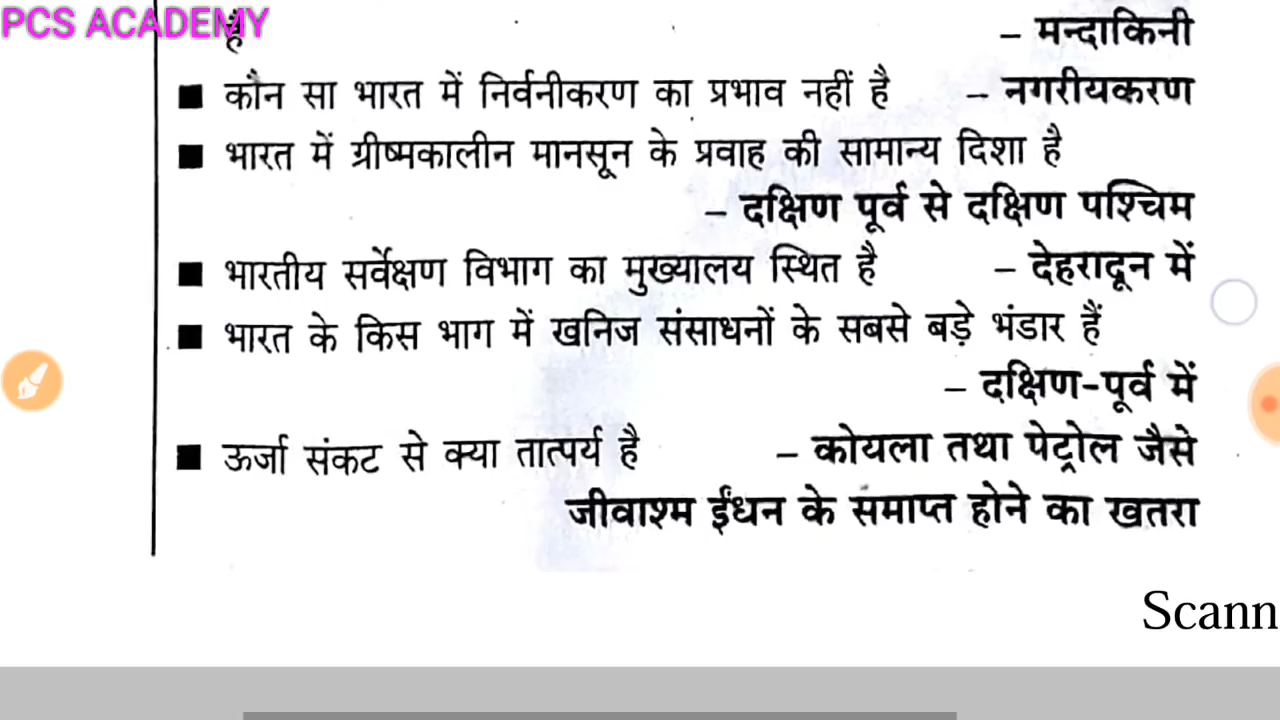 PCS ACADEMY
है – मन्दाकिनी
■ कौन सा भारत में निर्वनीकरण का प्रभाव नहीं है – नगरीयकरण
■ भारत में ग्रीष्मकालीन मानसून के प्रवाह की सामान्य दिशा है
– दक्षिण पूर्व से दक्षिण पश्चिम
■ भारतीय सर्वेक्षण विभाग का मुख्यालय स्थित है – देहरादून में
■ भारत के किस भाग में खनिज संसाधनों के सबसे बड़े भंडार हैं
– दक्षिण-पूर्व में
■ ऊर्जा संकट से क्या तात्पर्य है – कोयला तथा पेट्रोल जैसे
जीवाश्म ईंधन के समाप्त होने का खतरा
Scann